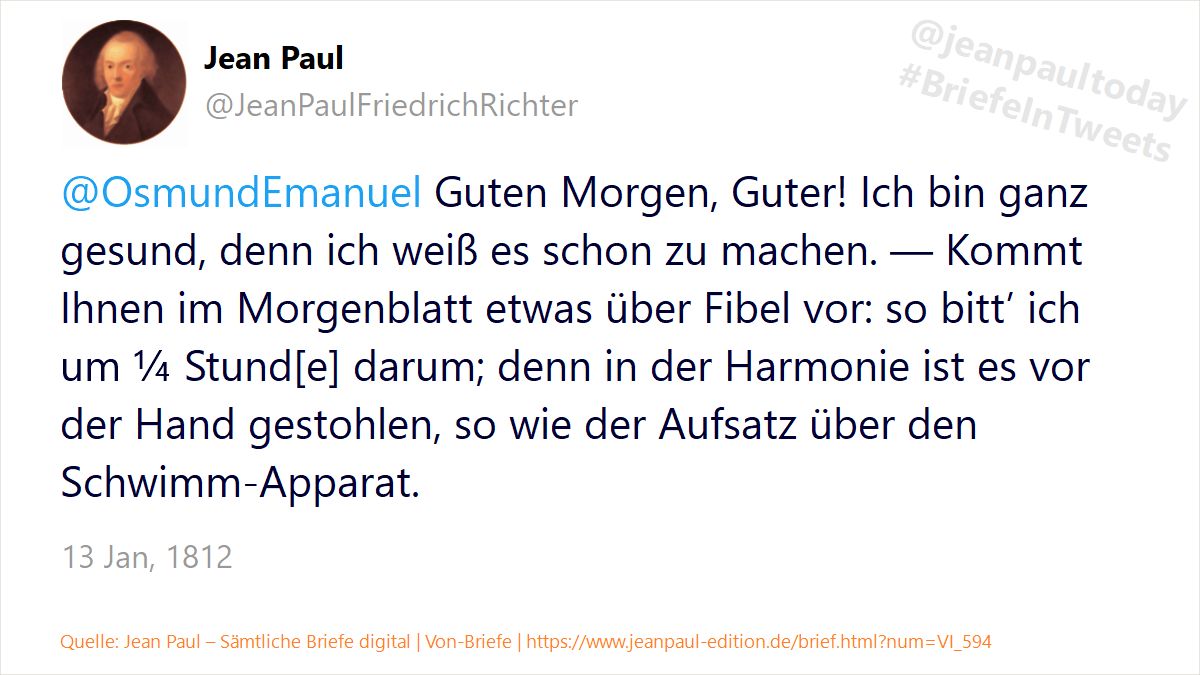 Jean Paul
@JeanPaulFriedrichRichter
@jeanpaultoday
#BriefeInTweets
@OsmundEmanuel Guten Morgen, Guter! Ich bin ganz
gesund, denn ich weiß es schon zu machen. — Kommt
Ihnen im Morgenblatt etwas über Fibel vor: so bitt’ ich
um ¼ Stund[e] darum; denn in der Harmonie ist es vor
der Hand gestohlen, so wie der Aufsatz über den
Schwimm-Apparat.
13 Jan, 1812
Quelle: Jean Paul – Sämtliche Briefe digital | Von-Briefe | https://www.jeanpaul-edition.de/brief.html?num=VI_594